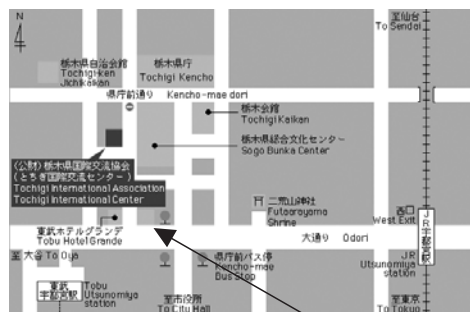 N
至仙台
To Sendai
栃木県自治会館
Tochigi-ken
Jichikaikan
栃木県庁
Tochigi Kencho
県庁前通り Kencho-mae dori
栃木会館
Tochigi Kaikan
栃木県総合文化センター
Sogo Bunka Center
(公財)栃木県国際交流協会
(とちぎ国際交流センター)
Tochigi International Association
Tochigi International Center
二荒山神社
Futaarayama
Shrine
西口
West Exit
JR宇都宮駅
東武ホテルグランデ
Tobu Hotel Grande
大通り Odori
至大谷 To Oya
県庁前バス停
Kencho-mae
Bus Stop
JR
Utsunomiya
station
東武
宇都宮駅
Tobu
Utsunomiya
station
至市役所
To City Hall
至東京
To Tokyo